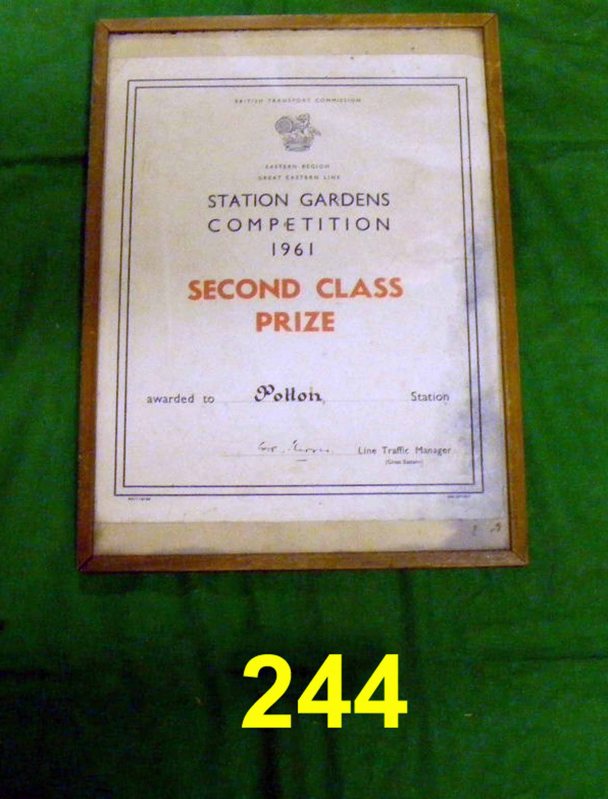 BRITISH TRANSPORT COMMISSION
EASTERN REGION
GREAT EASTERN LINE
STATION GARDENS
COMPETITION
1961
SECOND CLASS
PRIZE
awarded to Potton Station
Line Traffic Manager
(Great Eastern)
244